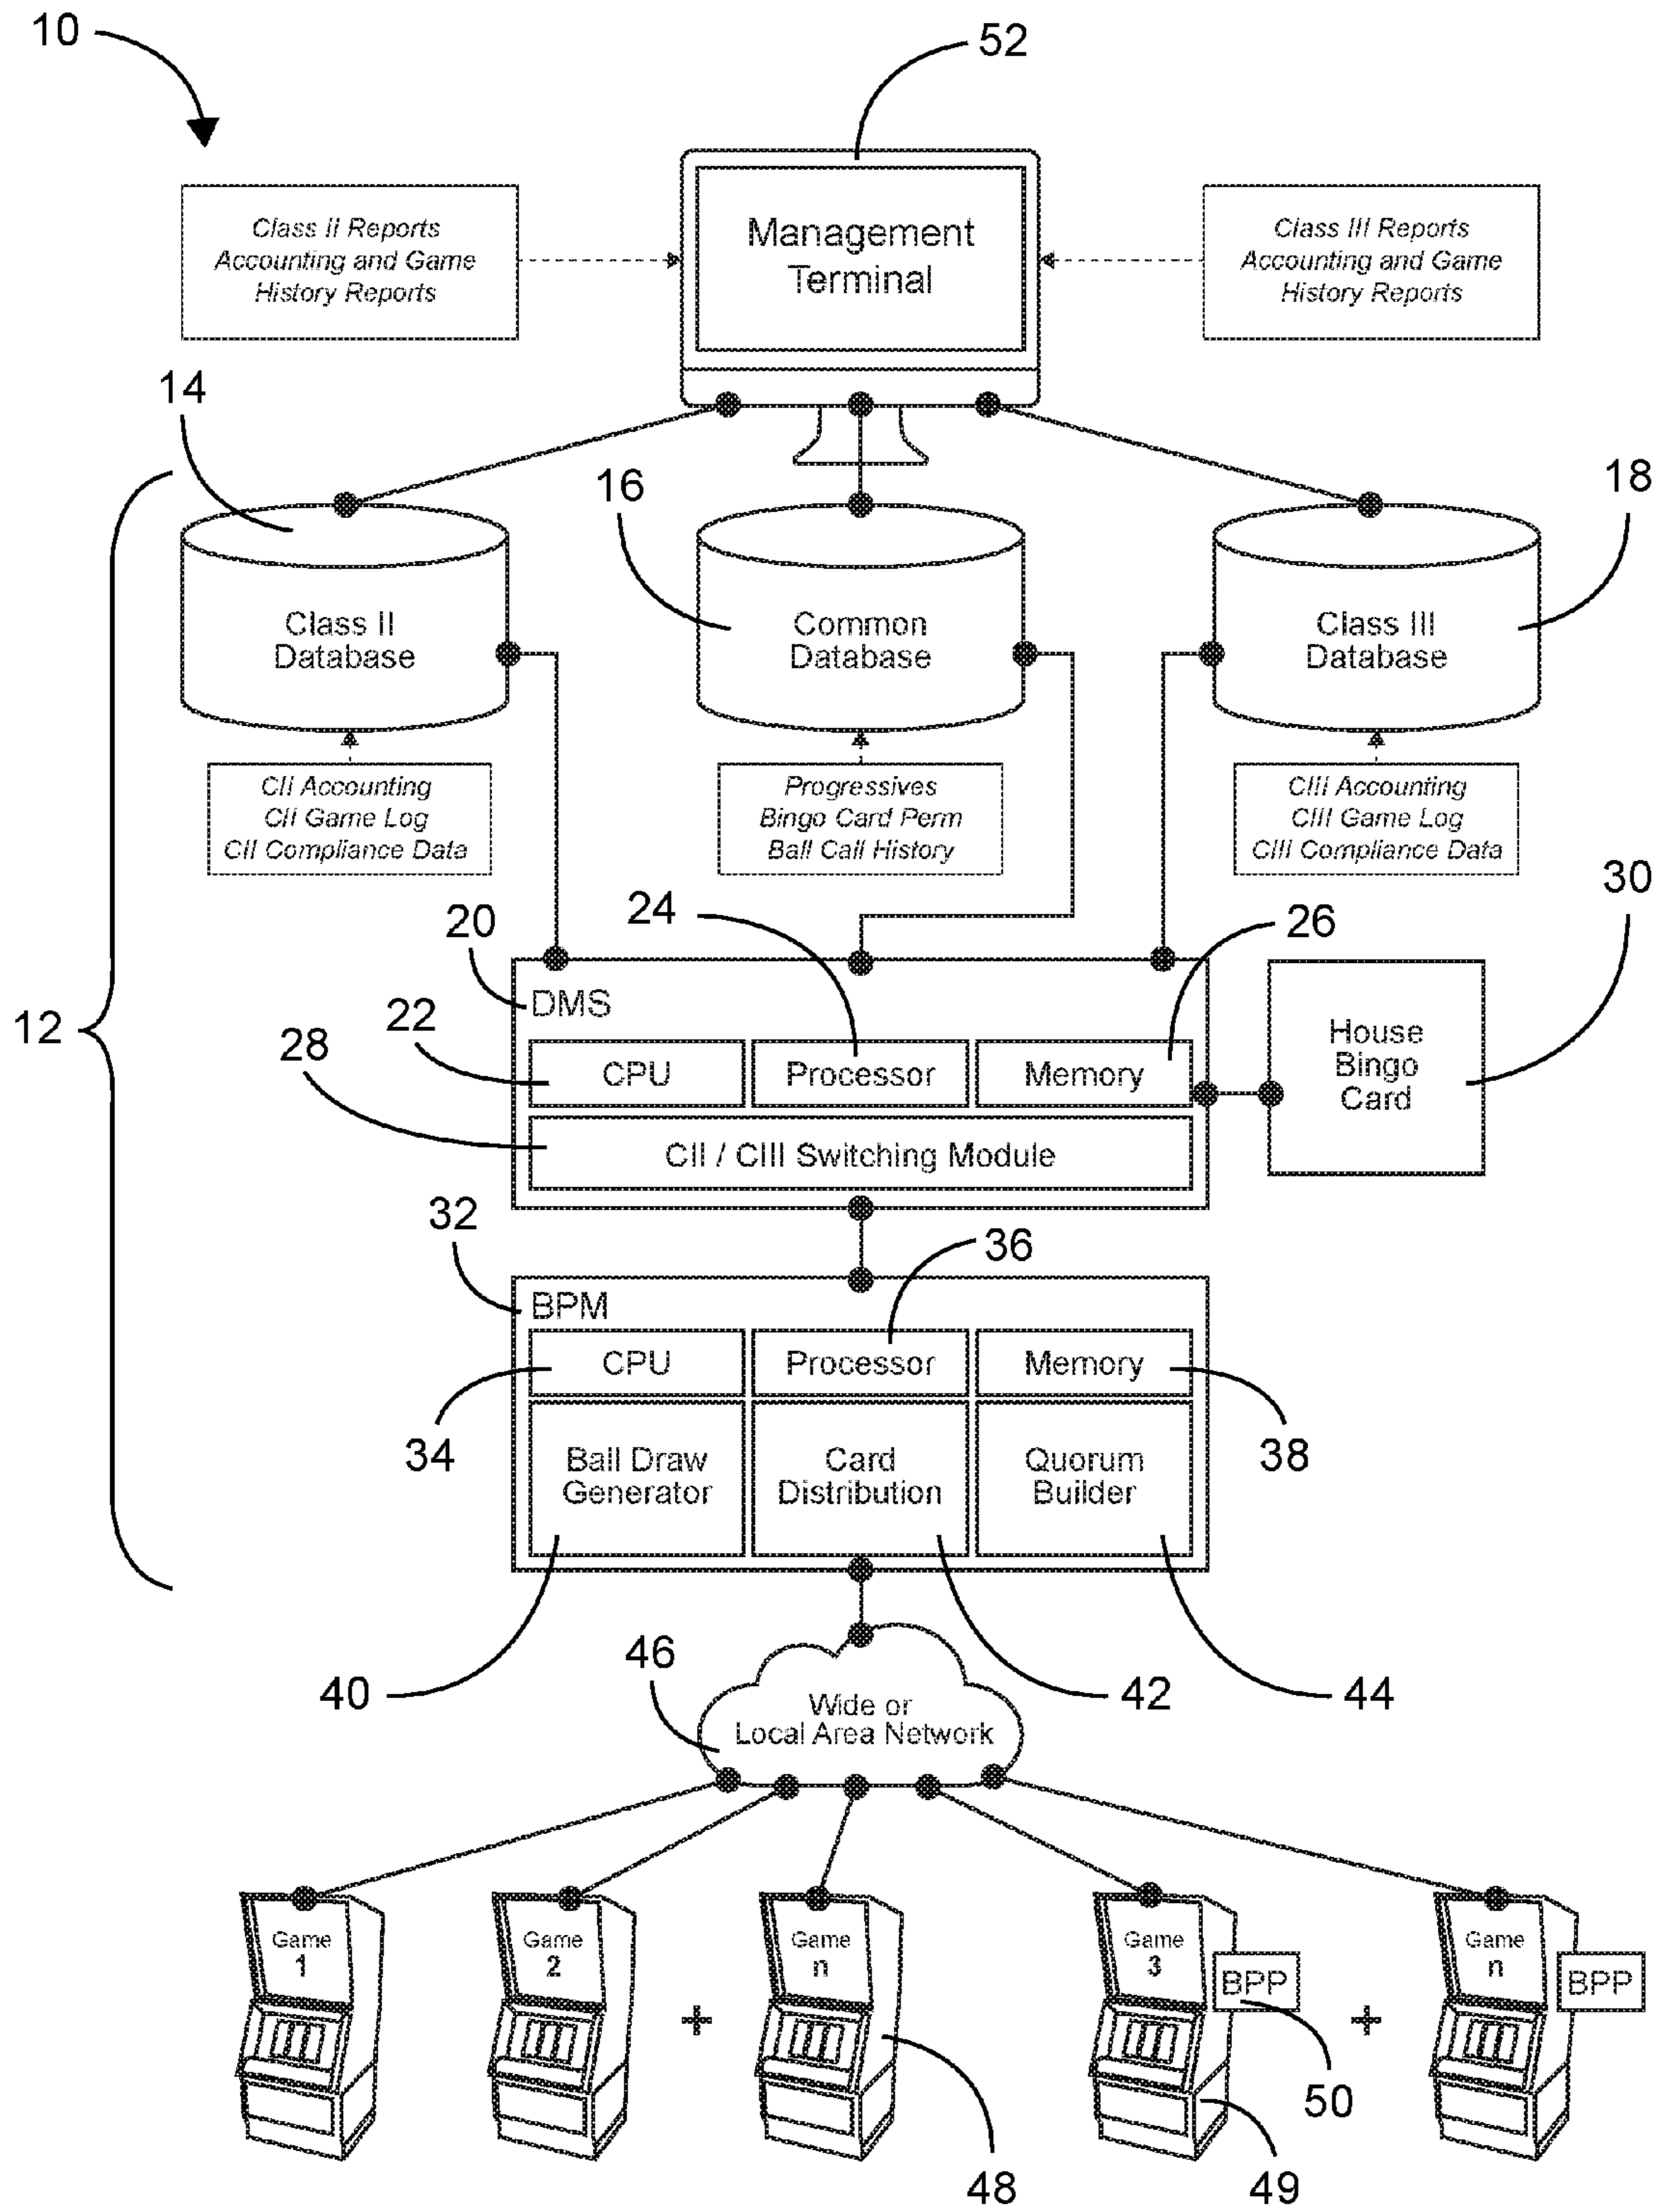 10
52
Class II Reports
Accounting and Game
History Reports
Management
Terminal
Class III Reports
Accounting and Game
History Reports
14
16
18
Class II
Database
Common
Database
Class III
Database
CII Accounting
CII Game Log
CII Compliance Data
Progressives
Bingo Card Perm
Ball Call History
CIII Accounting
CIII Game Log
CIII Compliance Data
12
20
24
26
30
DMS
22
28
CPU
Processor
Memory
CII / CIII Switching Module
House
Bingo
Card
32
36
BPM
CPU
Processor
Memory
34
38
Ball Draw
Generator
Card
Distribution
Quorum
Builder
40
46
42
44
Wide or
Local Area Network
Game
1
Game
2
+
Game
n
Game
3
BPP
+
Game
n
BPP
50
48
49